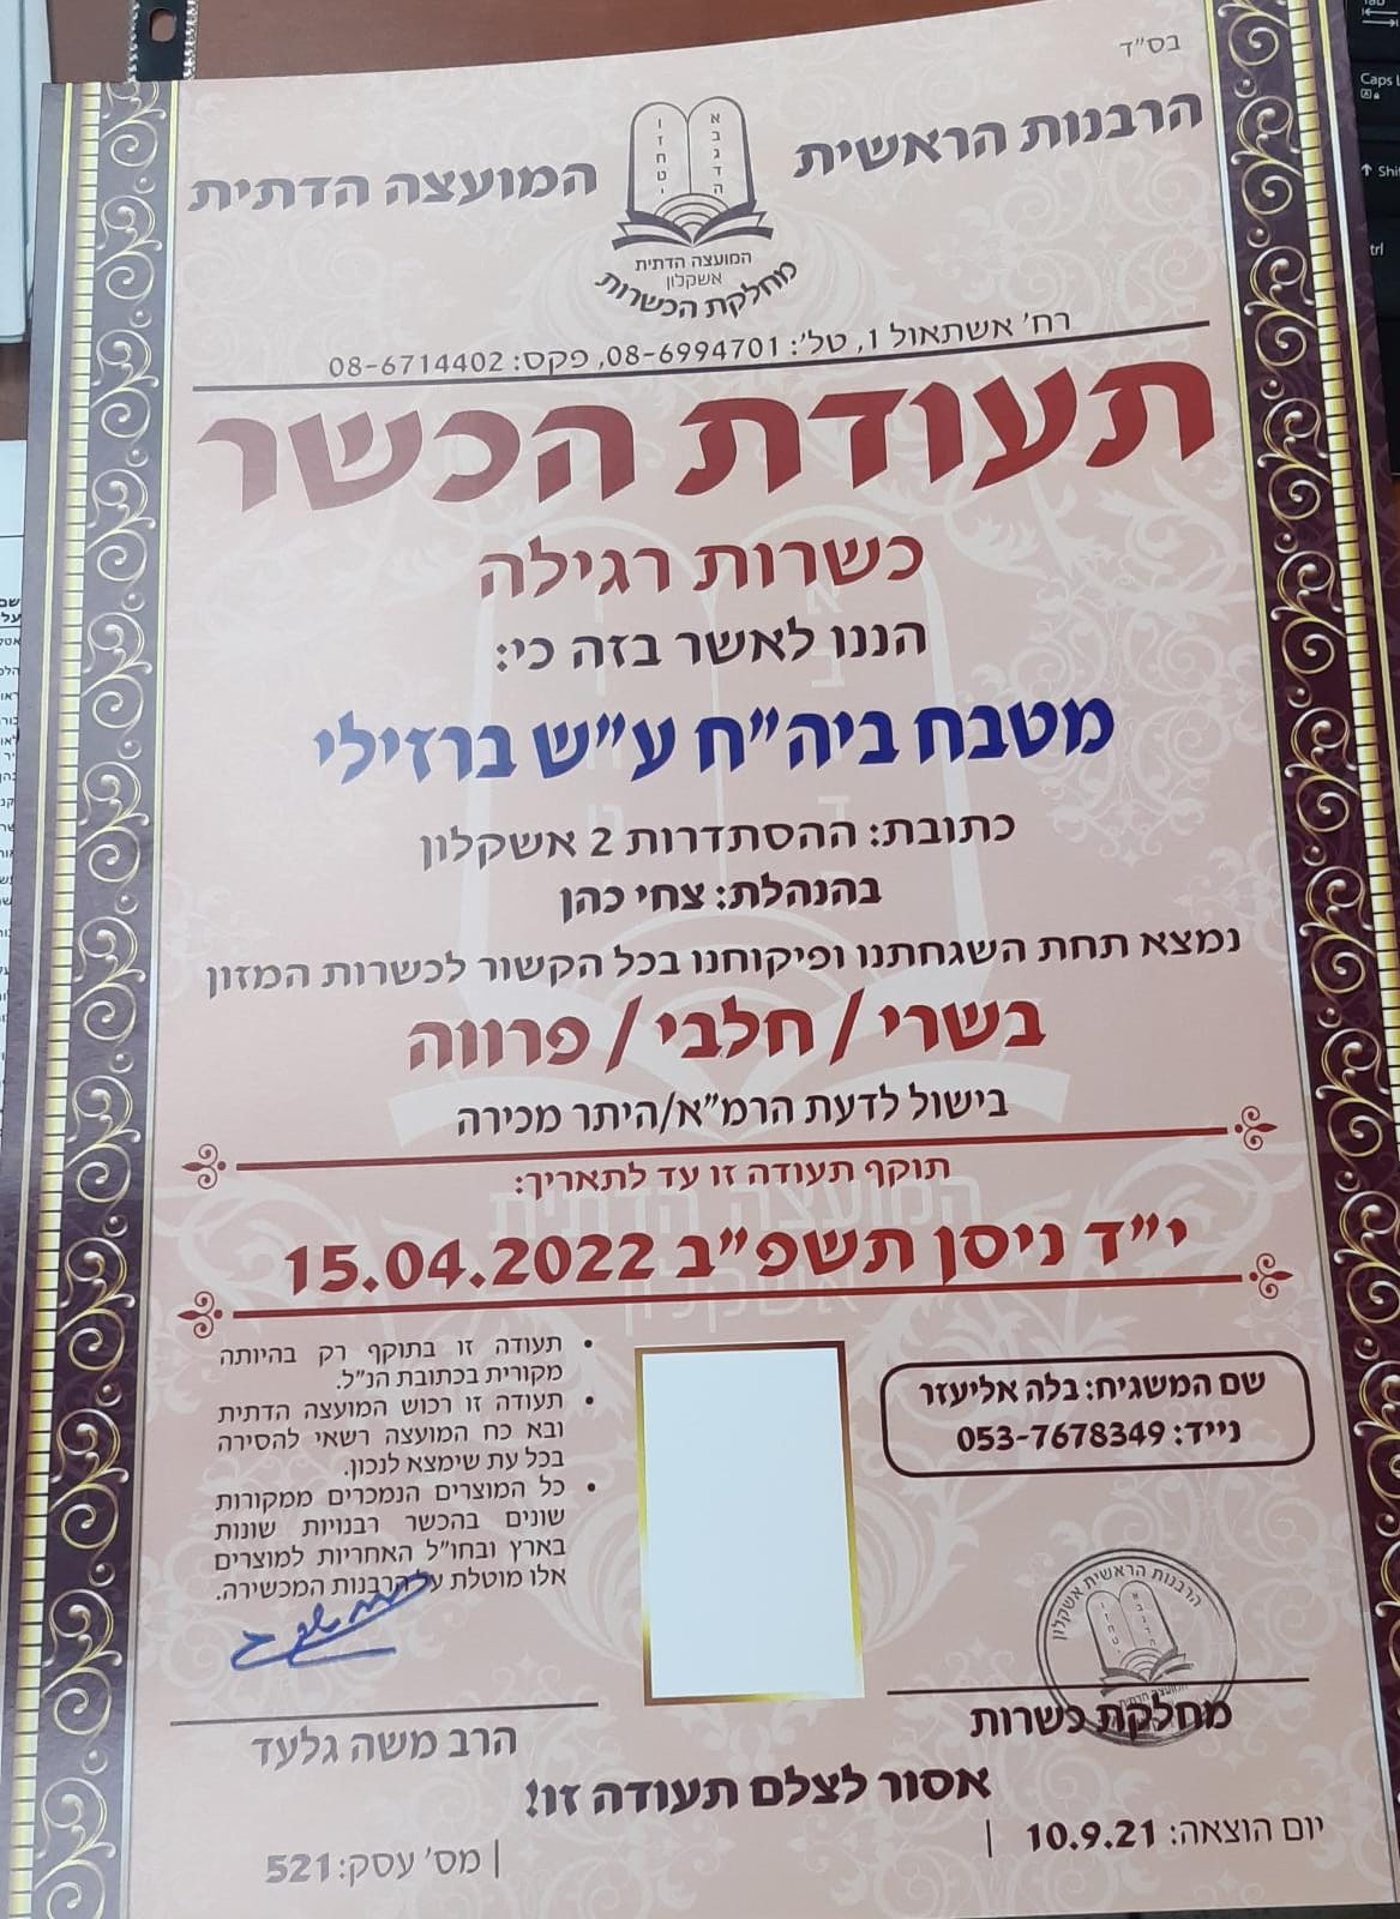 בס"ד
הרבנות הראשית
המועצה הדתית
א ב ג ד ה
ו ז ח ט י
המועצה הדתית
אשקלון
מחלקת הכשרות
רח' אשתאול 1, טל': 08-6994701, פקס: 08-6714402
תעודת הכשר
כשרות רגילה
הננו לאשר בזה כי:
מטבח ביה"ח ע"ש ברזילי
כתובת: ההסתדרות 2 אשקלון
בהנהלת: צחי כהן
נמצא תחת השגחתנו ופיקוחנו בכל הקשור לכשרות המזון
בשרי / חלבי / פרווה
בישול לדעת הרמ"א/היתר מכירה
תוקף תעודה זו עד לתאריך:
י"ד ניסן תשפ"ב 15.04.2022
שם המשגיח: בלה אליעזר
נייד: 053-7678349
• תעודה זו בתוקף רק בהיותה
מקורית בכתובת הנ"ל.
• תעודה זו רכוש המועצה הדתית
ובא כח המועצה רשאי להסירה
בכל עת שימצא לנכון.
• כל המוצרים הנמכרים ממקורות
שונים בהכשר רבנויות שונות
בארץ ובחו"ל האחריות למוצרים
אלו מוטלת על הרבנות המכשירה.
הרבנות הראשית אשקלון
מחלקת כשרות
הרב משה גלעד
אסור לצלם תעודה זו!
יום הוצאה: 10.9.21 |
| מס' עסק: 521
Caps